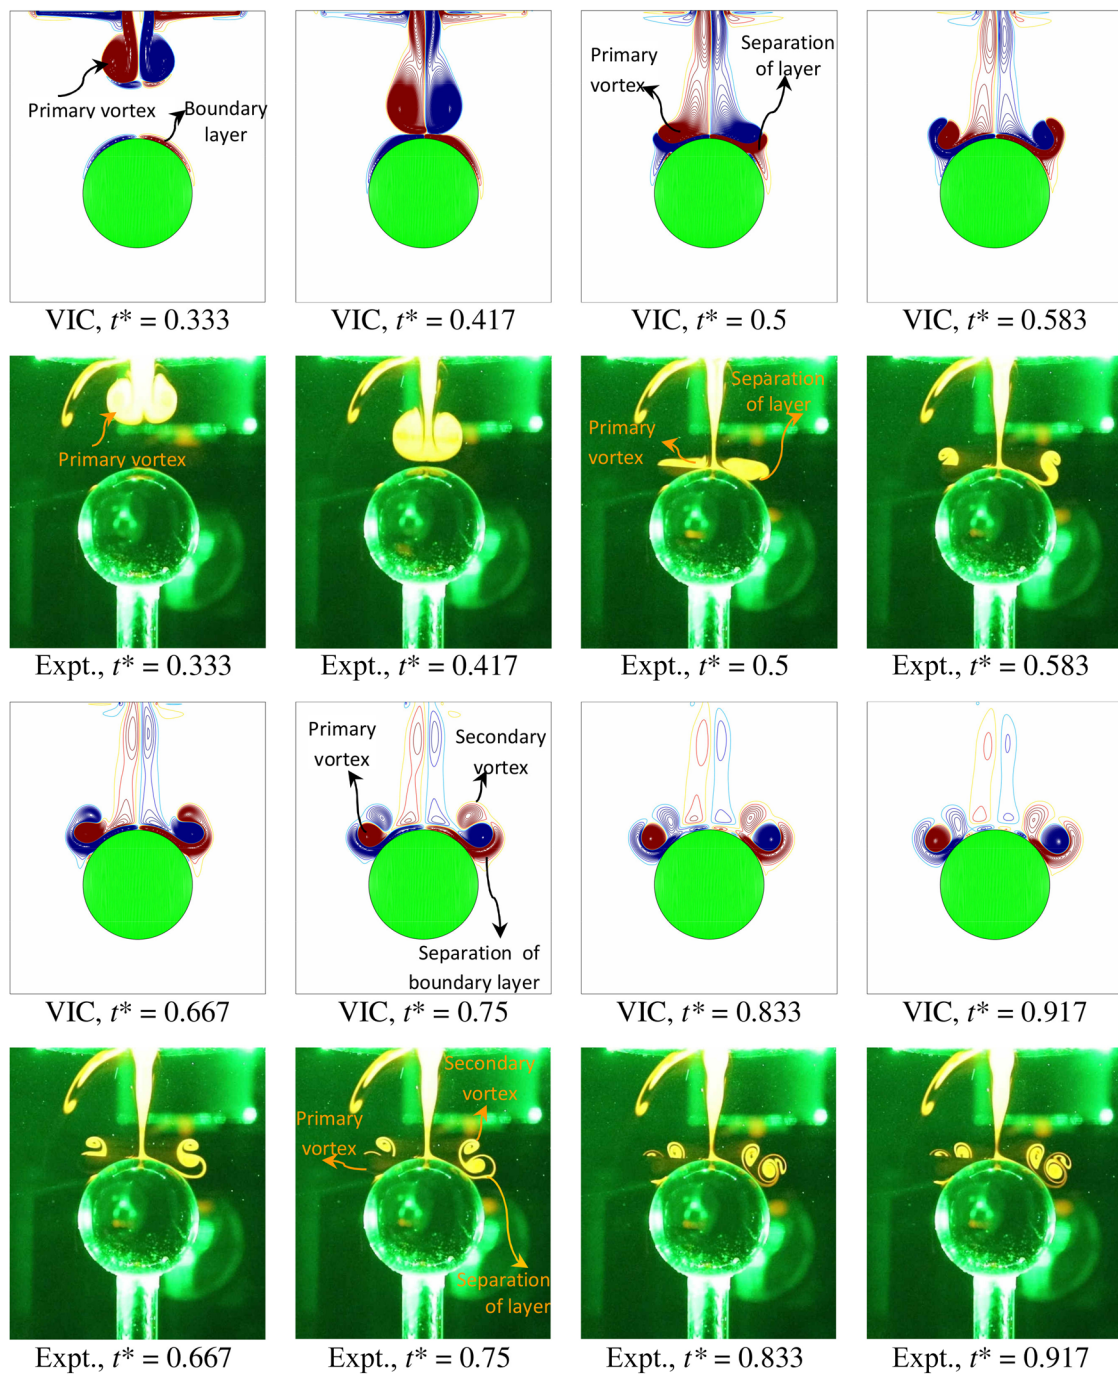 Primary vortex
Boundary
layer
Primary
vortex
Separation
of layer
VIC, t* = 0.333
VIC, t* = 0.417
VIC, t* = 0.5
VIC, t* = 0.583
Primary vortex
Primary
vortex
Separation
of layer
Expt., t* = 0.333
Expt., t* = 0.417
Expt., t* = 0.5
Expt., t* = 0.583
Primary
vortex
Secondary
vortex
Separation of
boundary layer
VIC, t* = 0.667
VIC, t* = 0.75
VIC, t* = 0.833
VIC, t* = 0.917
Secondary
vortex
Primary
vortex
Separation
of layer
Expt., t* = 0.667
Expt., t* = 0.75
Expt., t* = 0.833
Expt., t* = 0.917